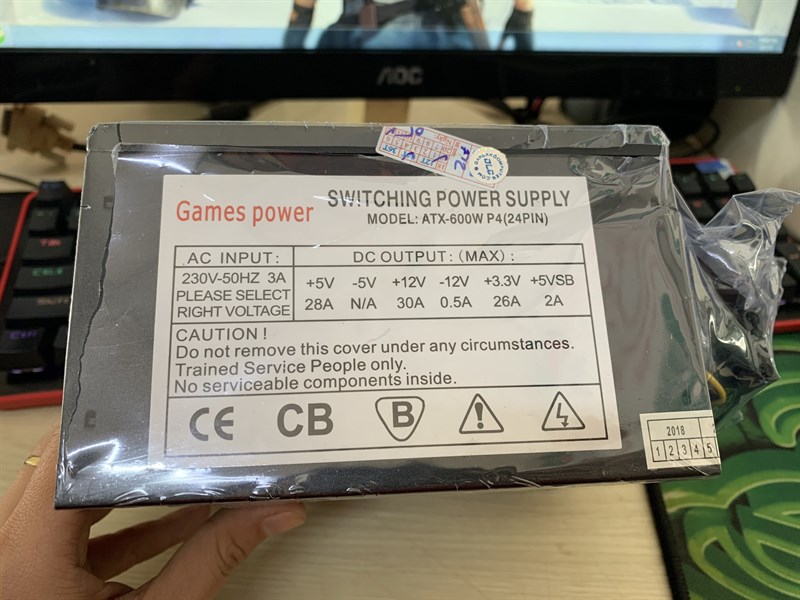 AOC
DLG
Games power
SWITCHING POWER SUPPLY
MODEL: ATX-600W P4(24PIN)
AC INPUT: DC OUTPUT: (MAX) :
230V-50HZ 3A
PLEASE SELECT
RIGHT VOLTAGE
+5V -5V +12V -12V +3.3V +5VSB
28A N/A 30A 0.5A 26A 2A
CAUTION !
Do not remove this cover under any circumstances.
Trained Service People only.
No serviceable components inside.
CE CB B
2018
1 2 3 4 5